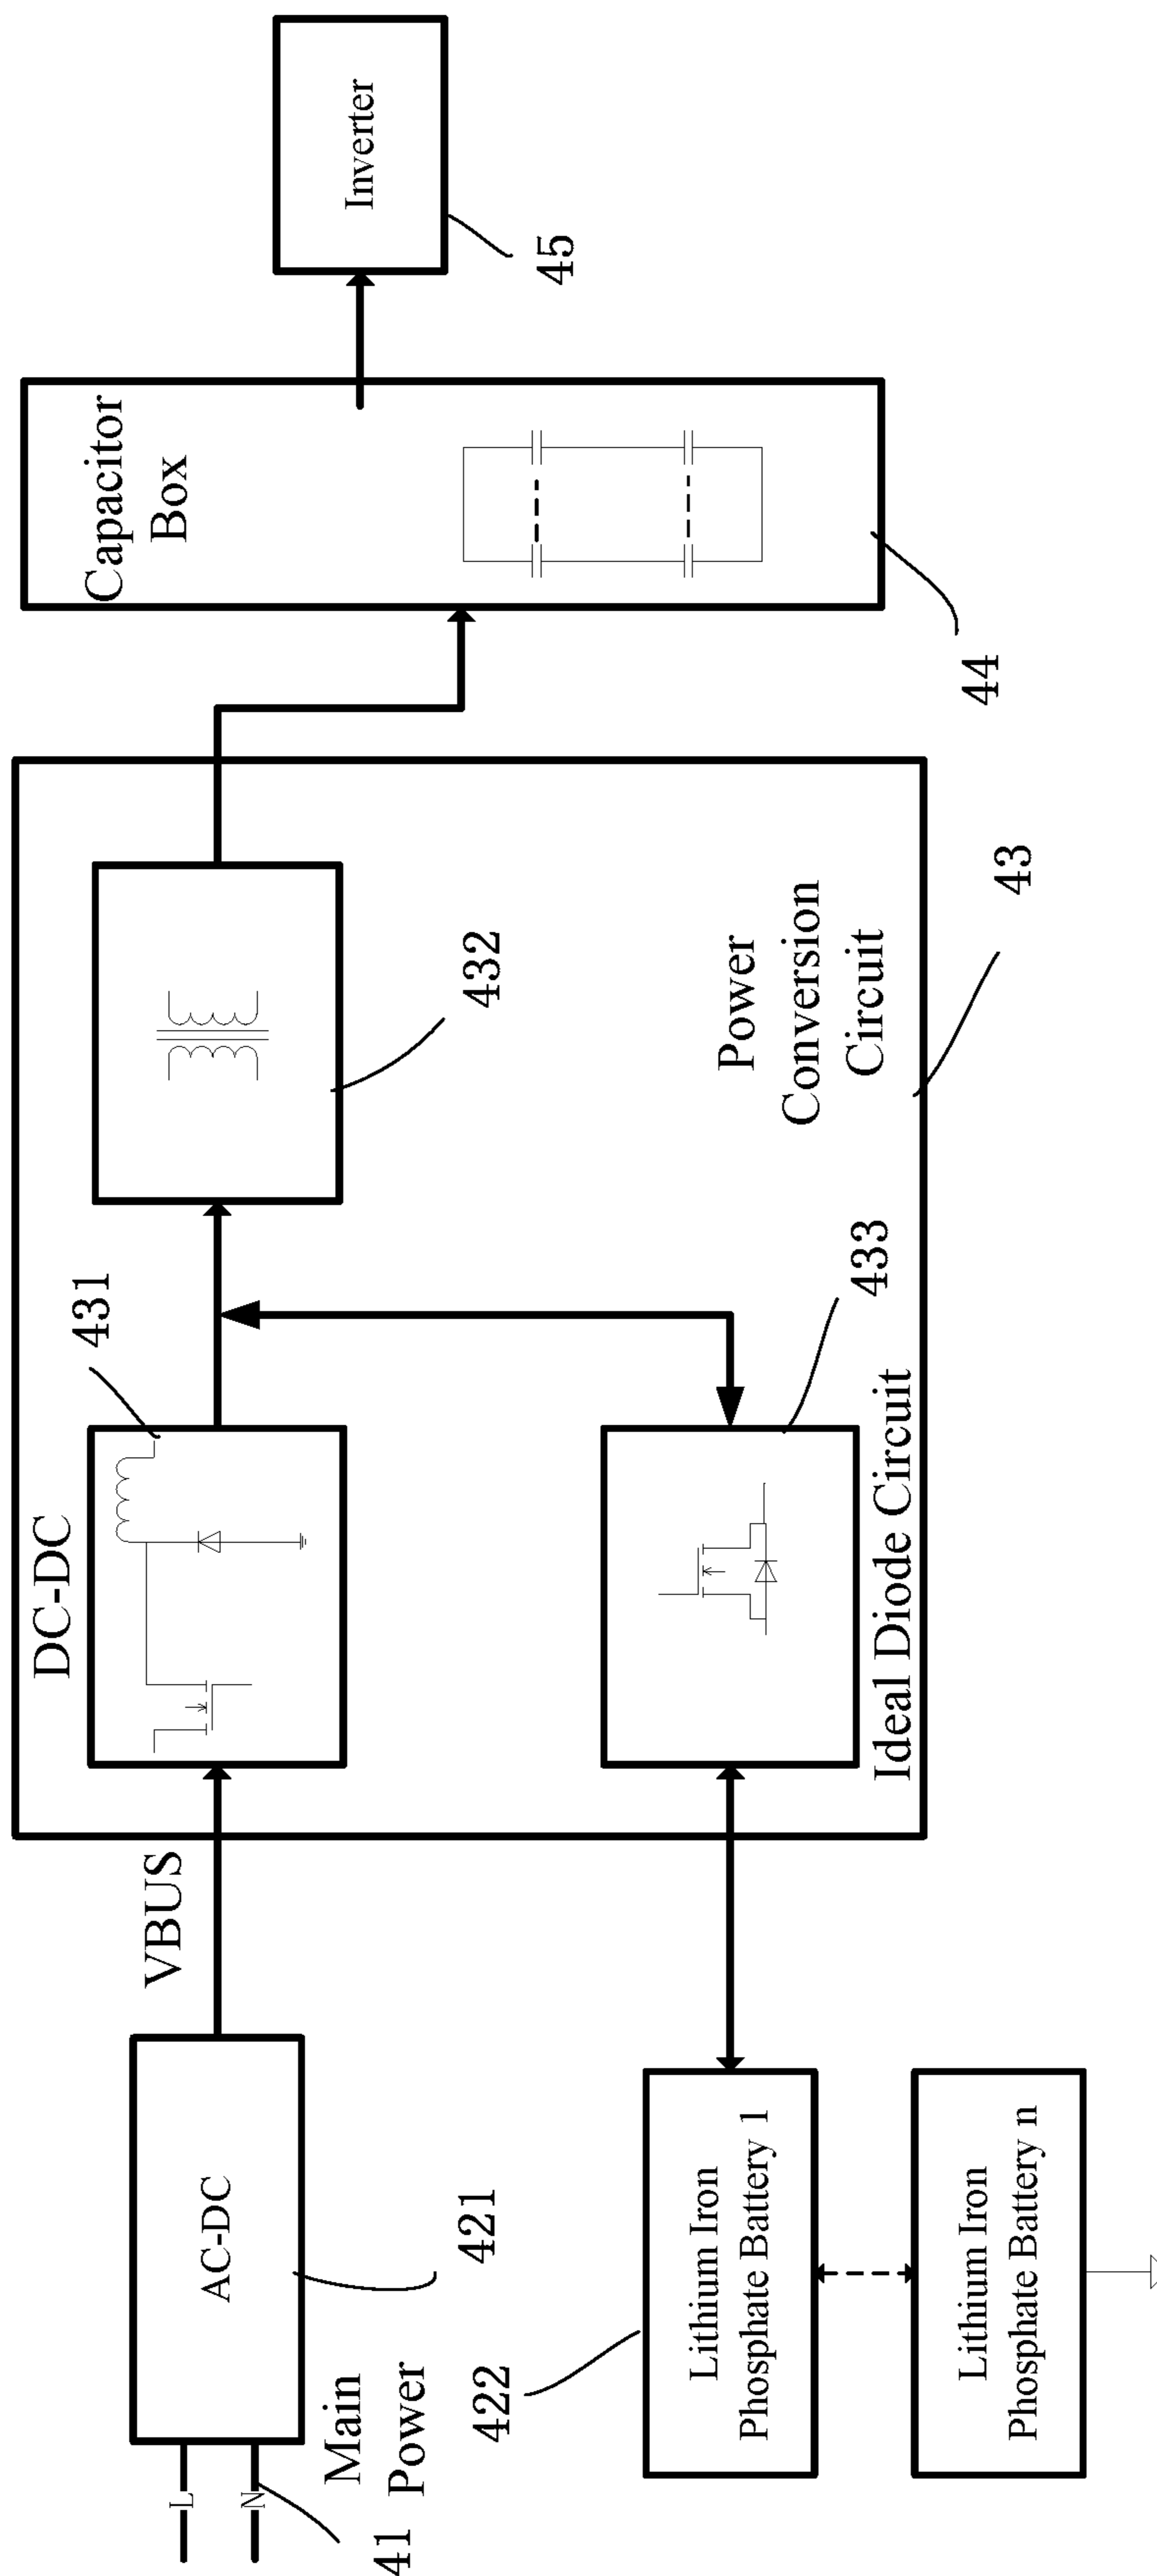 L
N
41
Main
Power
AC-DC
421
VBUS
DC-DC
431
432
422
Lithium Iron
Phosphate Battery 1
Lithium Iron
Phosphate Battery n
433
Ideal Diode Circuit
Power
Conversion
Circuit
43
Capacitor
Box
44
Inverter
45